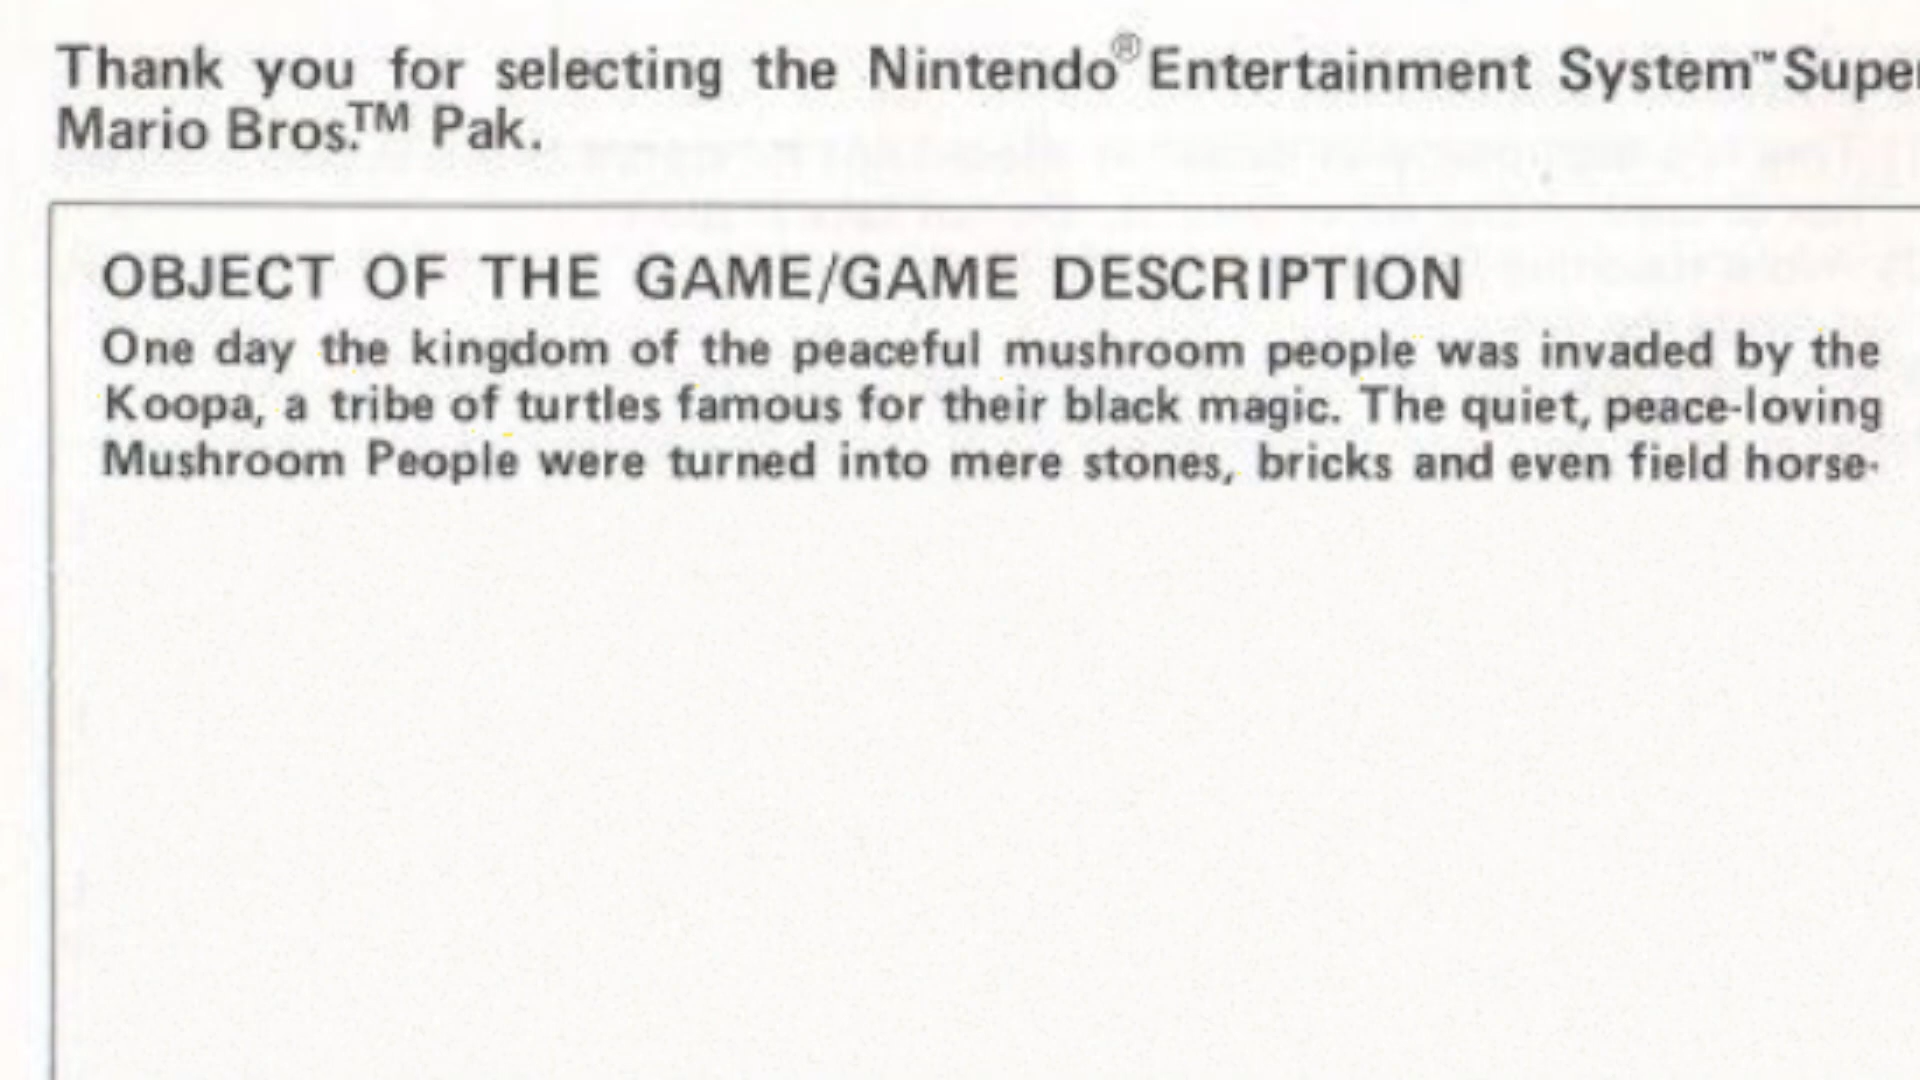 Thank you for selecting the Nintendo® Entertainment System™ Super
Mario Bros.™ Pak.
OBJECT OF THE GAME/GAME DESCRIPTION
One day the kingdom of the peaceful mushroom people was invaded by the
Koopa, a tribe of turtles famous for their black magic. The quiet, peace-loving
Mushroom People were turned into mere stones, bricks and even field horse-